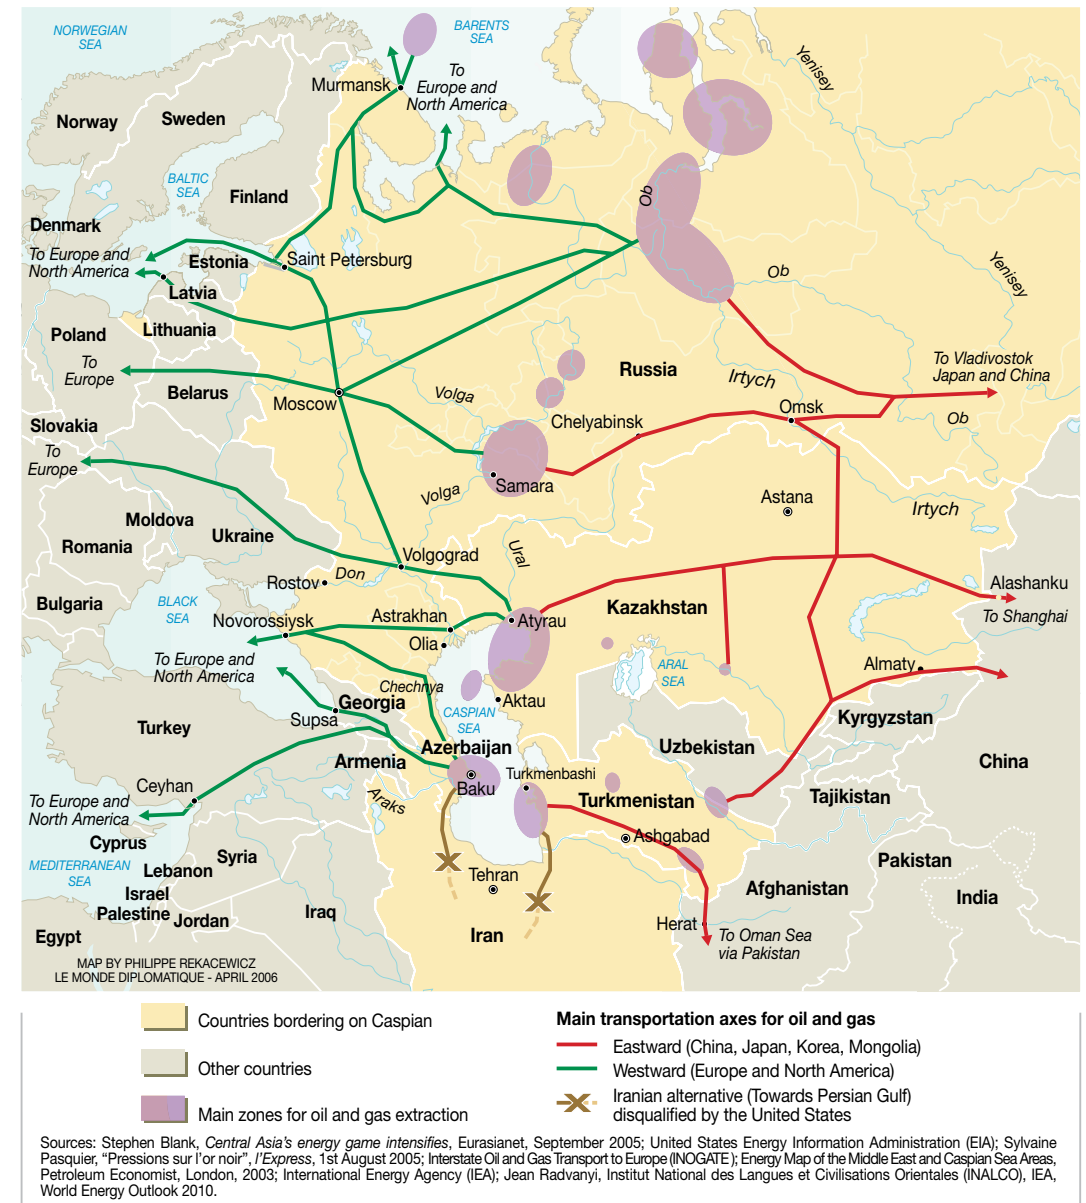 NORWEGIAN
SEA
BARENTS
SEA
Yenisey
Murmansk
To
Europe and
North America
Norway
Sweden
BALTIC
SEA
Finland
Ob
Denmark
To Europe and
North America
Estonia
Saint Petersburg
Ob
Yenisey
Latvia
Lithuania
Poland
To
Europe
Russia
To Vladivostok
Japan and China
Irtych
Belarus
Volga
Moscow
Chelyabinsk
Omsk
Ob
Slovakia
To
Europe
Samara
Volga
Astana
Irtych
Moldova
Romania
Ukraine
Volgograd
Ural
Rostov
Don
Alashanku
To Shanghai
Bulgaria
BLACK
SEA
Novorossiysk
Astrakhan
Atyrau
Kazakhstan
Olia
To Europe and
North America
ARAL
SEA
Almaty
Chechnya
Aktau
Georgia
Supsa
CASPIAN
SEA
Turkey
Kyrgyzstan
Azerbaijan
Uzbekistan
Armenia
China
Baku
Turkmenbashi
Ceyhan
Araks
Turkmenistan
Tajikistan
To Europe and
North America
Ashgabad
Cyprus
MEDITERRANEAN
SEA
Lebanon
Syria
Tehran
Pakistan
Israel
Afghanistan
India
Palestine
Jordan
Iraq
Herat
Egypt
Iran
To Oman Sea
via Pakistan
MAP BY PHILIPPE REKACEWICZ
LE MONDE DIPLOMATIQUE - APRIL 2006
Countries bordering on Caspian
Other countries
Main zones for oil and gas extraction
Main transportation axes for oil and gas
Eastward (China, Japan, Korea, Mongolia)
Westward (Europe and North America)
Iranian alternative (Towards Persian Gulf)
disqualified by the United States
Sources: Stephen Blank, Central Asia's energy game intensifies, Eurasianet, September 2005; United States Energy Information Administration (EIA); Sylvaine
Pasquier, “Pressions sur l'or noir”, l'Express, 1st August 2005; Interstate Oil and Gas Transport to Europe (INOGATE); Energy Map of the Middle East and Caspian Sea Areas,
Petroleum Economist, London, 2003; International Energy Agency (IEA); Jean Radvanyi, Institut National des Langues et Civilisations Orientales (INALCO), IEA,
World Energy Outlook 2010.